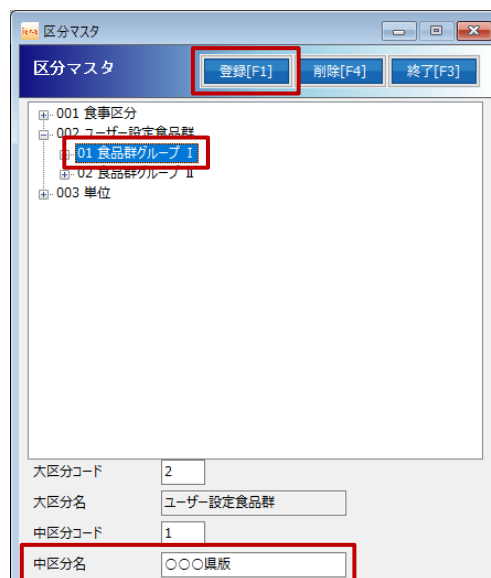 区分マスタ
区分マスタ 登録[F1] 削除[F4] 終了[F3]
001 食事区分
002 ユーザー設定食品群
01 食品群グループ Ⅰ
02 食品群グループ Ⅱ
003 単位
大区分コード 2
大区分名 ユーザー設定食品群
中区分コード 1
中区分名 〇〇〇県版